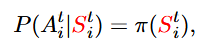 P(A_i^t|S_i^t) = π(S_i^t),